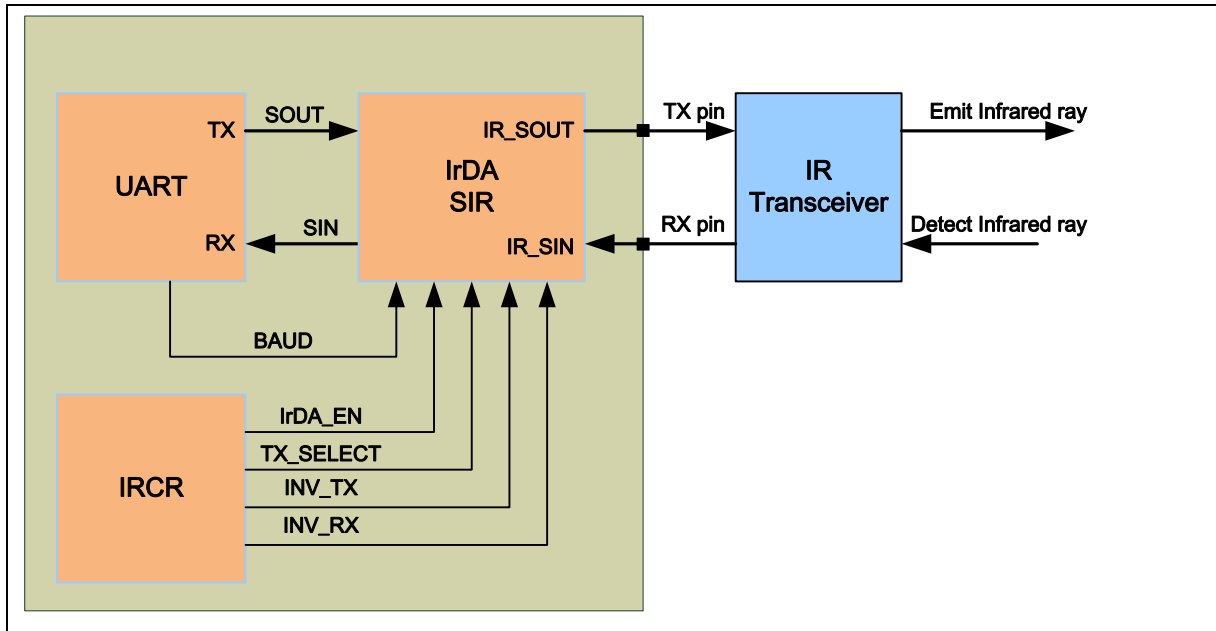 SOUT
TX pin
Emit Infrared ray
TX
IR_SOUT
UART
IrDA
SIR
IR
Transceiver
SIN
RX pin
Detect Infrared ray
RX
IR_SIN
BAUD
IrDA_EN
TX_SELECT
IRCR
INV_TX
INV_RX